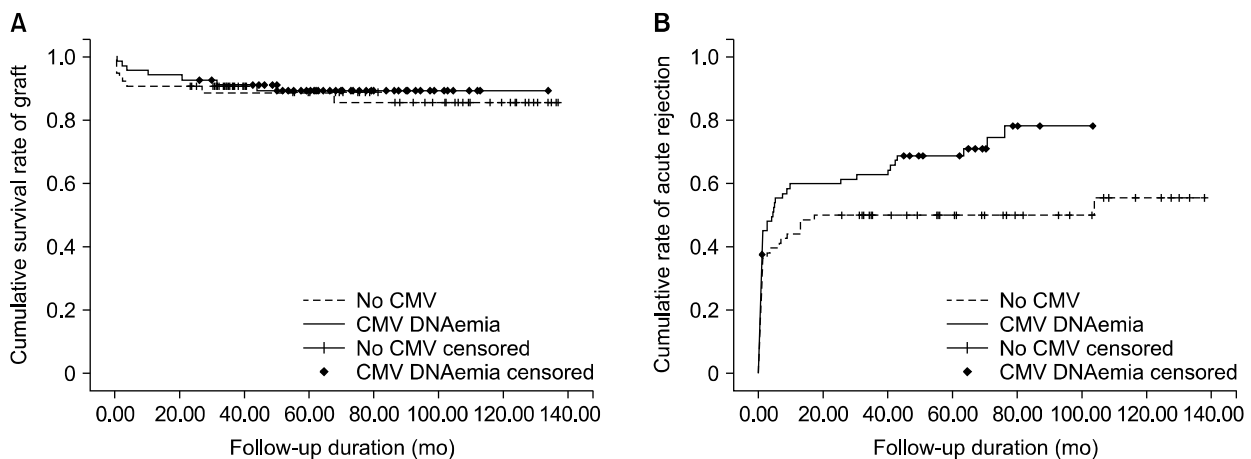 A
Cumulative survival rate of graft
1.0
0.8
0.6
0.4
0.2
0
No CMV
CMV DNAemia
No CMV censored
CMV DNAemia censored
0.00 20.00 40.00 60.00 80.00 100.00 120.00 140.00
Follow-up duration (mo)
B
Cumulative rate of acute rejection
1.0
0.8
0.6
0.4
0.2
0
No CMV
CMV DNAemia
No CMV censored
CMV DNAemia censored
0.00 20.00 40.00 60.00 80.00 100.00 120.00 140.00
Follow-up duration (mo)